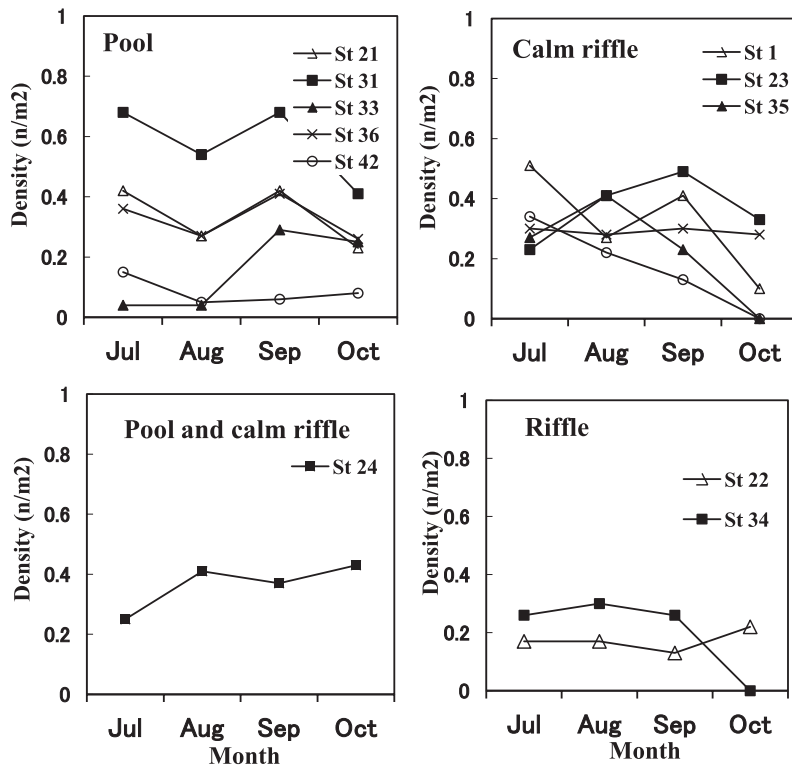 Pool
St 21
St 31
St 33
St 36
St 42
Density (n/m2)
1
0.8
0.6
0.4
0.2
0
Jul Aug Sep Oct
Calm riffle
St 1
St 23
St 35
Density (n/m2)
1
0.8
0.6
0.4
0.2
0
Jul Aug Sep Oct
Pool and calm riffle
St 24
Density (n/m2)
1
0.8
0.6
0.4
0.2
0
Jul Aug Sep Oct
Month
Riffle
St 22
St 34
Density (n/m2)
1
0.8
0.6
0.4
0.2
0
Jul Aug Sep Oct
Month